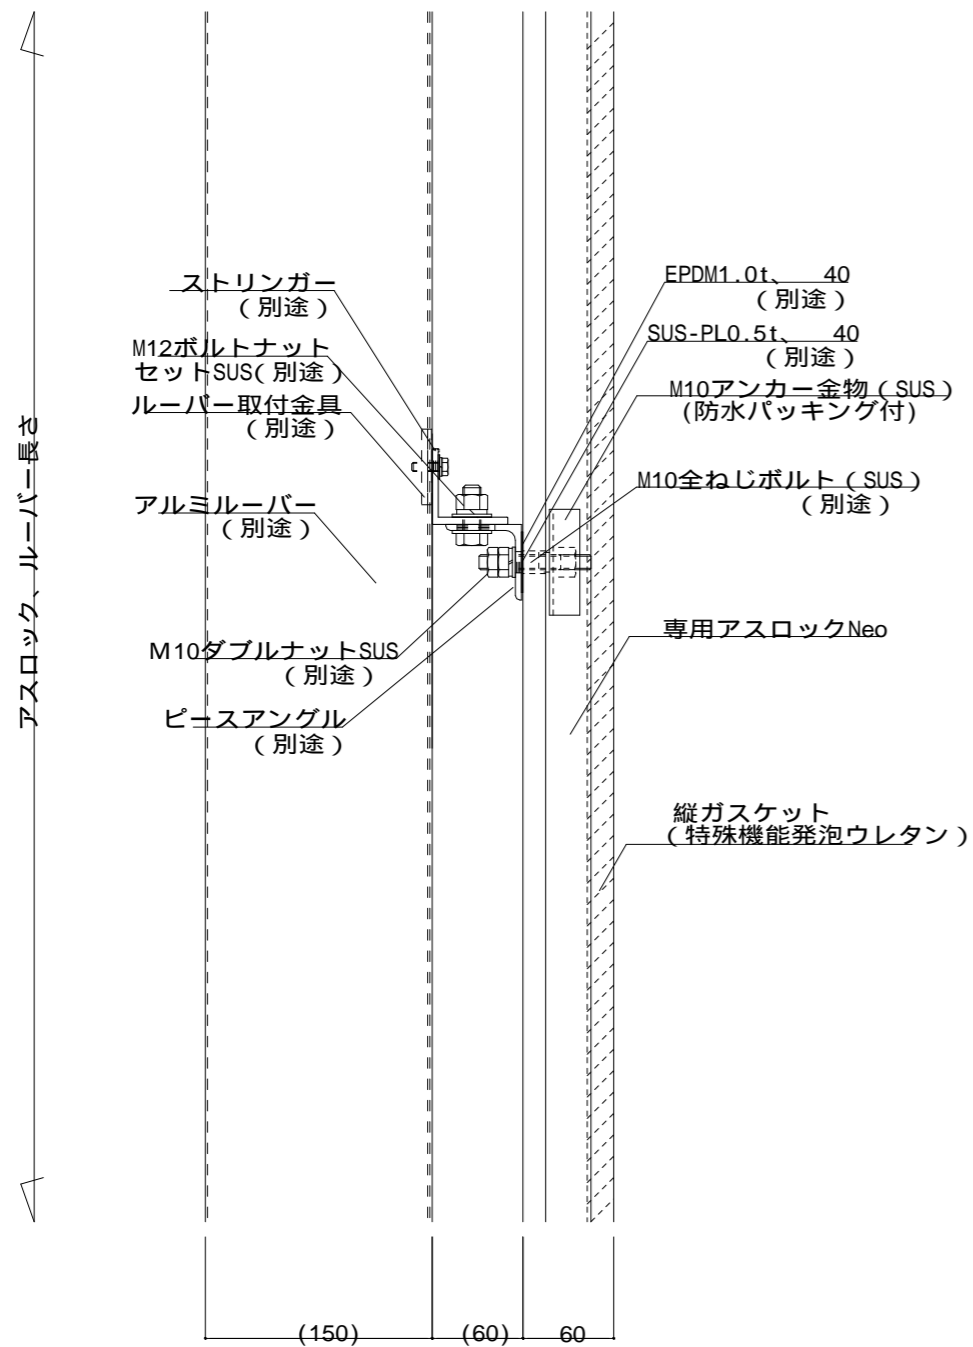 ストリンガー
(別途)
M12ボルトナット
セットSUS(別途)
ルーバー取付金具
(別途)
アルミルーバー
(別途)
M10ダブルナットSUS
(別途)
ピースアングル
(別途)
アスロック、ルーバー長さ
EPDM1.0t、 40
(別途)
SUS-PL0.5t、 40
(別途)
M10アンカー金物(SUS)
(防水パッキング付)
M10全ねじボルト(SUS)
(別途)
専用アスロックNeo
縦ガスケット
(特殊機能発泡ウレタン)
(150) (60) 60